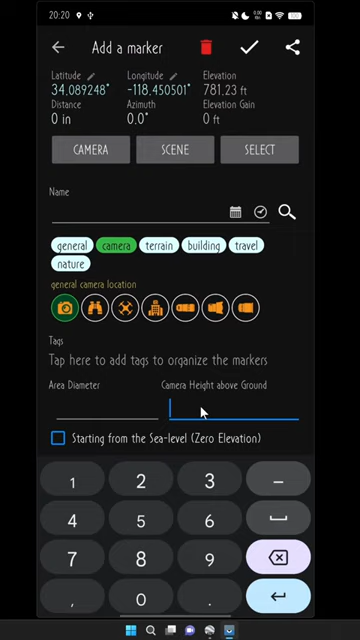 20:20
0.00 KB/s
Add a marker
Latitude Longitude Elevation
34,089248° -118,450501° 781,23 ft
Distance Azimuth Elevation Gain
0 in 0.0° 0 ft
CAMERA SCENE SELECT
Name
general camera terrain building travel
nature
general camera location
Tags
Tap here to add tags to organize the markers
Area Diameter Camera Height above Ground
Starting from the Sea-level (Zero Elevation)
1 2 3 –
4 5 6
7 8 9
, 0 .